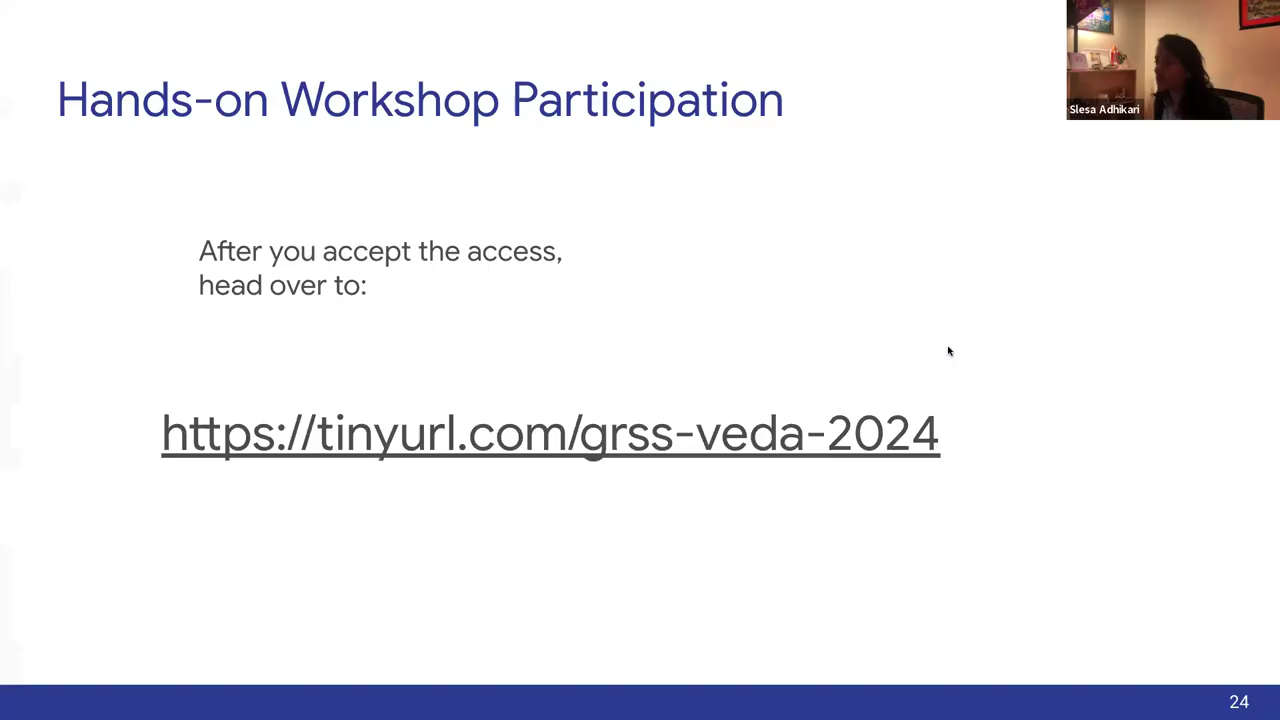 Hands-on Workshop Participation
Slesa Adhikari
After you accept the access,
head over to:
https://tinyurl.com/grss-veda-2024
24